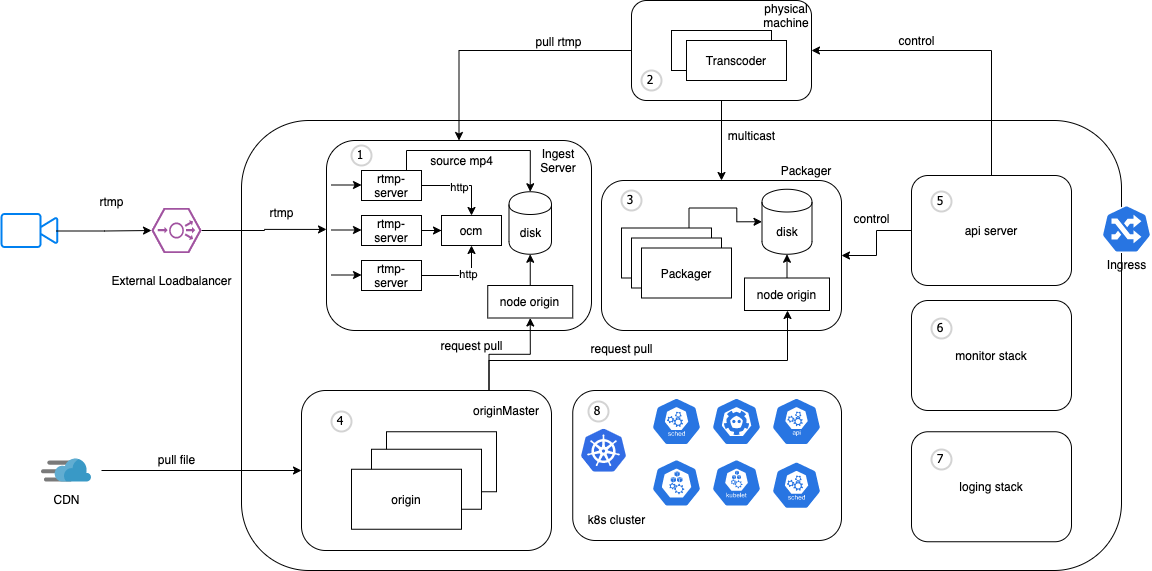 physical
machine
pull rtmp
control
Transcoder
2
multicast
1
source mp4
Ingest
Server
Packager
rtmp-
server
http
3
5
rtmp
rtmp
rtmp-
server
ocm
disk
disk
control
api server
External Loadbalancer
Ingress
rtmp-
server
http
Packager
node origin
node origin
6
request pull
request pull
monitor stack
4
originMaster
8
sched
api
pull file
7
CDN
origin
kubelet
sched
loging stack
k8s cluster